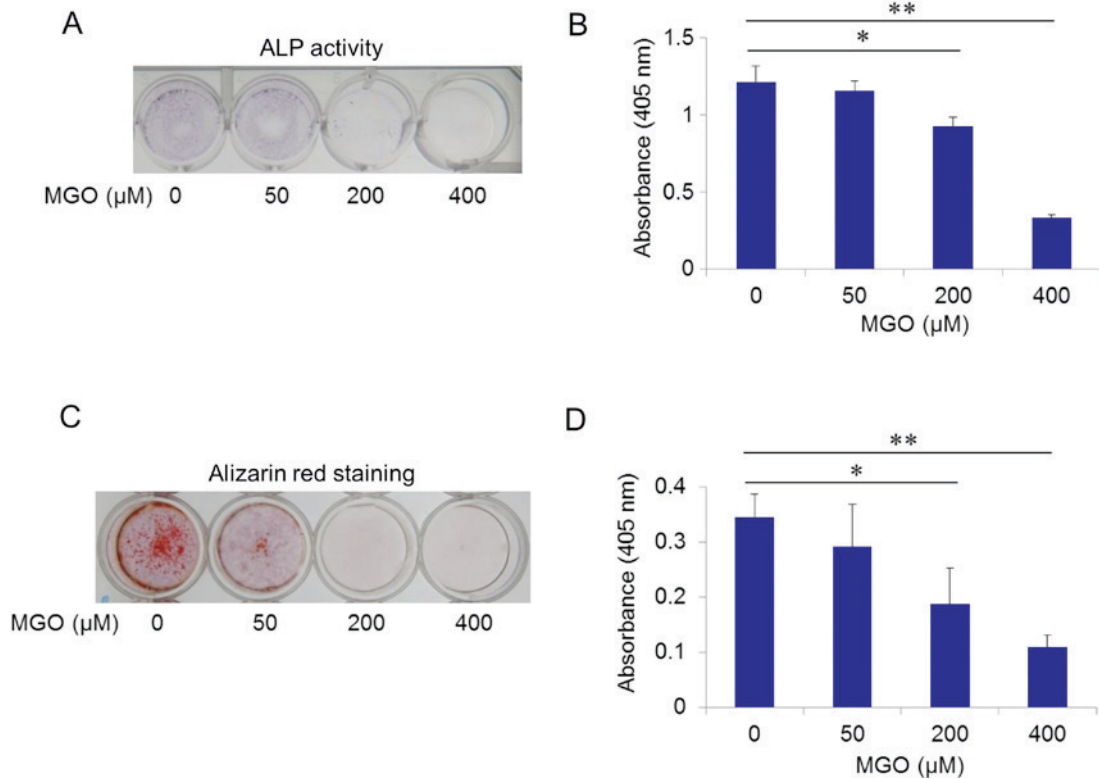 A
ALP activity
MGO (µM) 0 50 200 400
B
**
*
1.5
1
0.5
0
Absorbance (405 nm)
0 50 200 400
MGO (µM)
C
Alizarin red staining
MGO (µM) 0 50 200 400
D
**
*
0.4
0.3
0.2
0.1
0
Absorbance (405 nm)
0 50 200 400
MGO (µM)